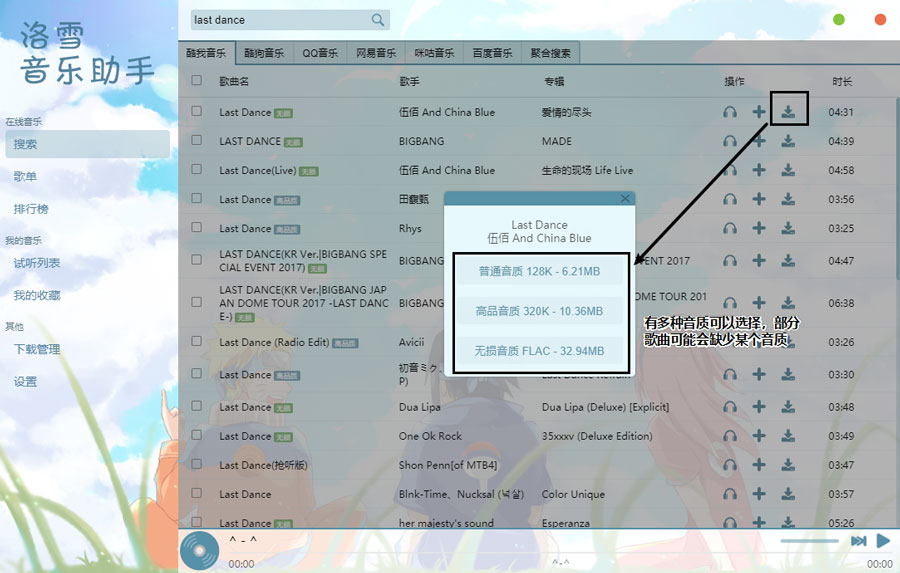 洛雪
音乐助手
last dance
在线音乐
搜索
歌单
排行榜
我的音乐
试听列表
我的收藏
其他
下载管理
设置
酷我音乐 酷狗音乐 QQ音乐 网易音乐 咪咕音乐 百度音乐 聚合搜索
歌曲名 歌手 专辑 操作 时长
Last Dance 无损 伍佰 And China Blue 爱情的尽头 04:31
LAST DANCE 无损 BIGBANG MADE 04:39
Last Dance(Live) 无损 伍佰 And China Blue 生命的现场 Life Live 04:58
Last Dance 高品质 田馥甄 03:56
Last Dance 高品质 Rhys 03:25
LAST DANCE(KR Ver.|BIGBANG SPE
CIAL EVENT 2017) 无损 BIGBANG VENT 2017 04:47
LAST DANCE(KR Ver.|BIGBANG JAP
AN DOME TOUR 2017 -LAST DANC
E-) 无损 BIGBANG DOME TOUR 201 06:38
Last Dance (Radio Edit) 高品质 Avicii 03:26
Last Dance 高品质 初音ミク、
P) 03:30
Last Dance 无损 Dua Lipa Dua Lipa (Deluxe) [Explicit] 03:48
Last Dance 无损 One Ok Rock 35xxxv (Deluxe Edition) 03:49
Last Dance(抢听版) Shon Penn[of MTB4] 03:47
Last Dance Blnk-Time、Nucksal (넉살) Color Unique 03:57
Last Dance 无损 her majesty's sound Esperanza 05:26
Last Dance
伍佰 And China Blue
普通音质 128K - 6.21MB
高品音质 320K - 10.36MB
无损音质 FLAC - 32.94MB
有多种音质可以选择，部分
歌曲可能会缺少某个音质
^ - ^
00:00 ^-^ 00:00